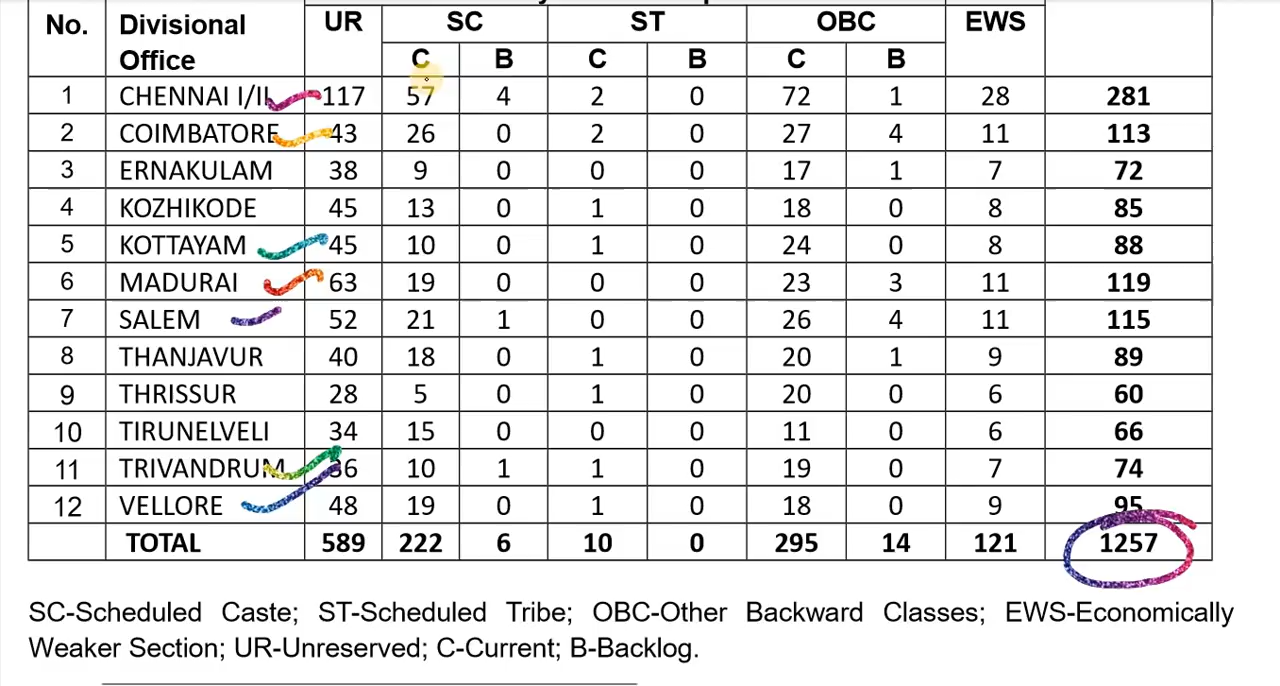 No. Divisional Office UR SC ST OBC EWS
C B C B C B
1 CHENNAI I/II 117 57 4 2 0 72 1 28 281
2 COIMBATORE 43 26 0 2 0 27 4 11 113
3 ERNAKULAM 38 9 0 0 0 17 1 7 72
4 KOZHIKODE 45 13 0 1 0 18 0 8 85
5 KOTTAYAM 45 10 0 1 0 24 0 8 88
6 MADURAI 63 19 0 0 0 23 3 11 119
7 SALEM 52 21 1 0 0 26 4 11 115
8 THANJAVUR 40 18 0 1 0 20 1 9 89
9 THRISSUR 28 5 0 1 0 20 0 6 60
10 TIRUNELVELI 34 15 0 0 0 11 0 6 66
11 TRIVANDRUM 36 10 1 1 0 19 0 7 74
12 VELLORE 48 19 0 1 0 18 0 9 95
TOTAL 589 222 6 10 0 295 14 121 1257
SC-Scheduled Caste; ST-Scheduled Tribe; OBC-Other Backward Classes; EWS-Economically
Weaker Section; UR-Unreserved; C-Current; B-Backlog.